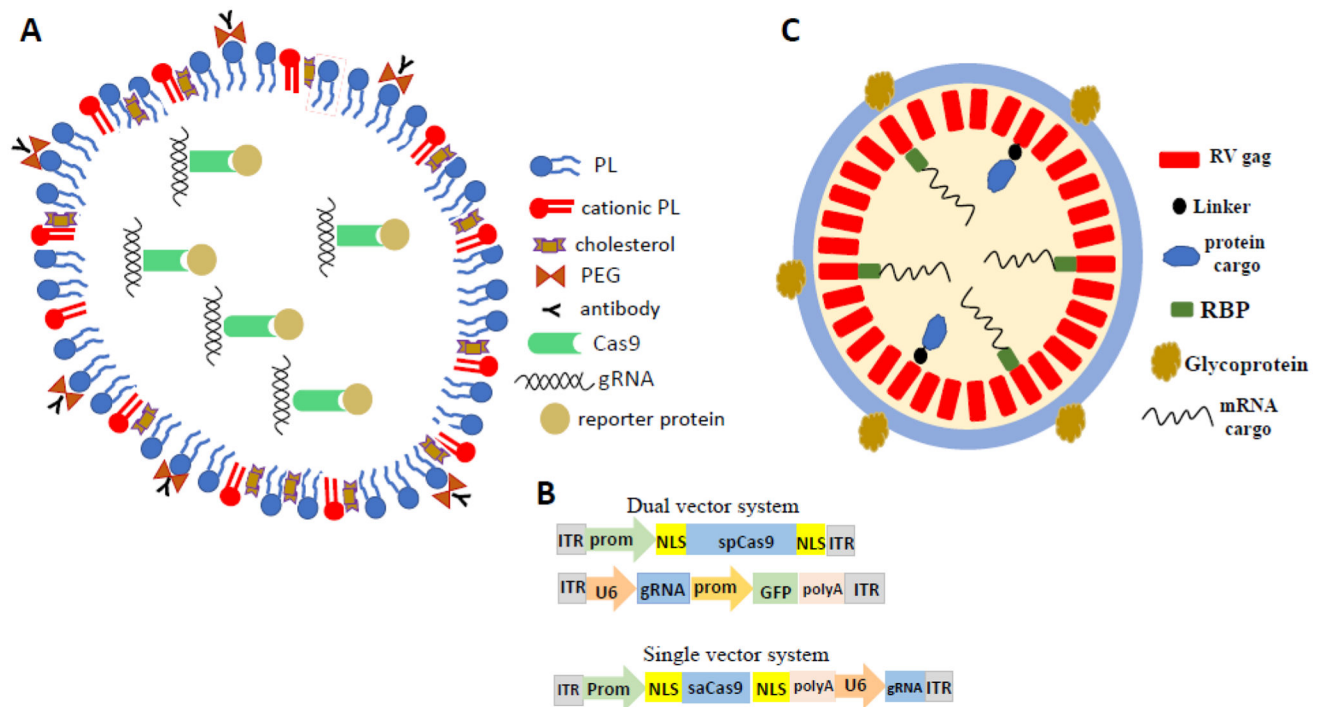 A
C
PL
cationic PL
cholesterol
PEG
antibody
Cas9
gRNA
reporter protein
RV gag
Linker
protein
cargo
RBP
Glycoprotein
mRNA
cargo
B
Dual vector system
ITR prom NLS spCas9 NLS ITR
ITR U6 gRNA prom GFP polyA ITR
Single vector system
ITR Prom NLS saCas9 NLS polyA U6 gRNA ITR